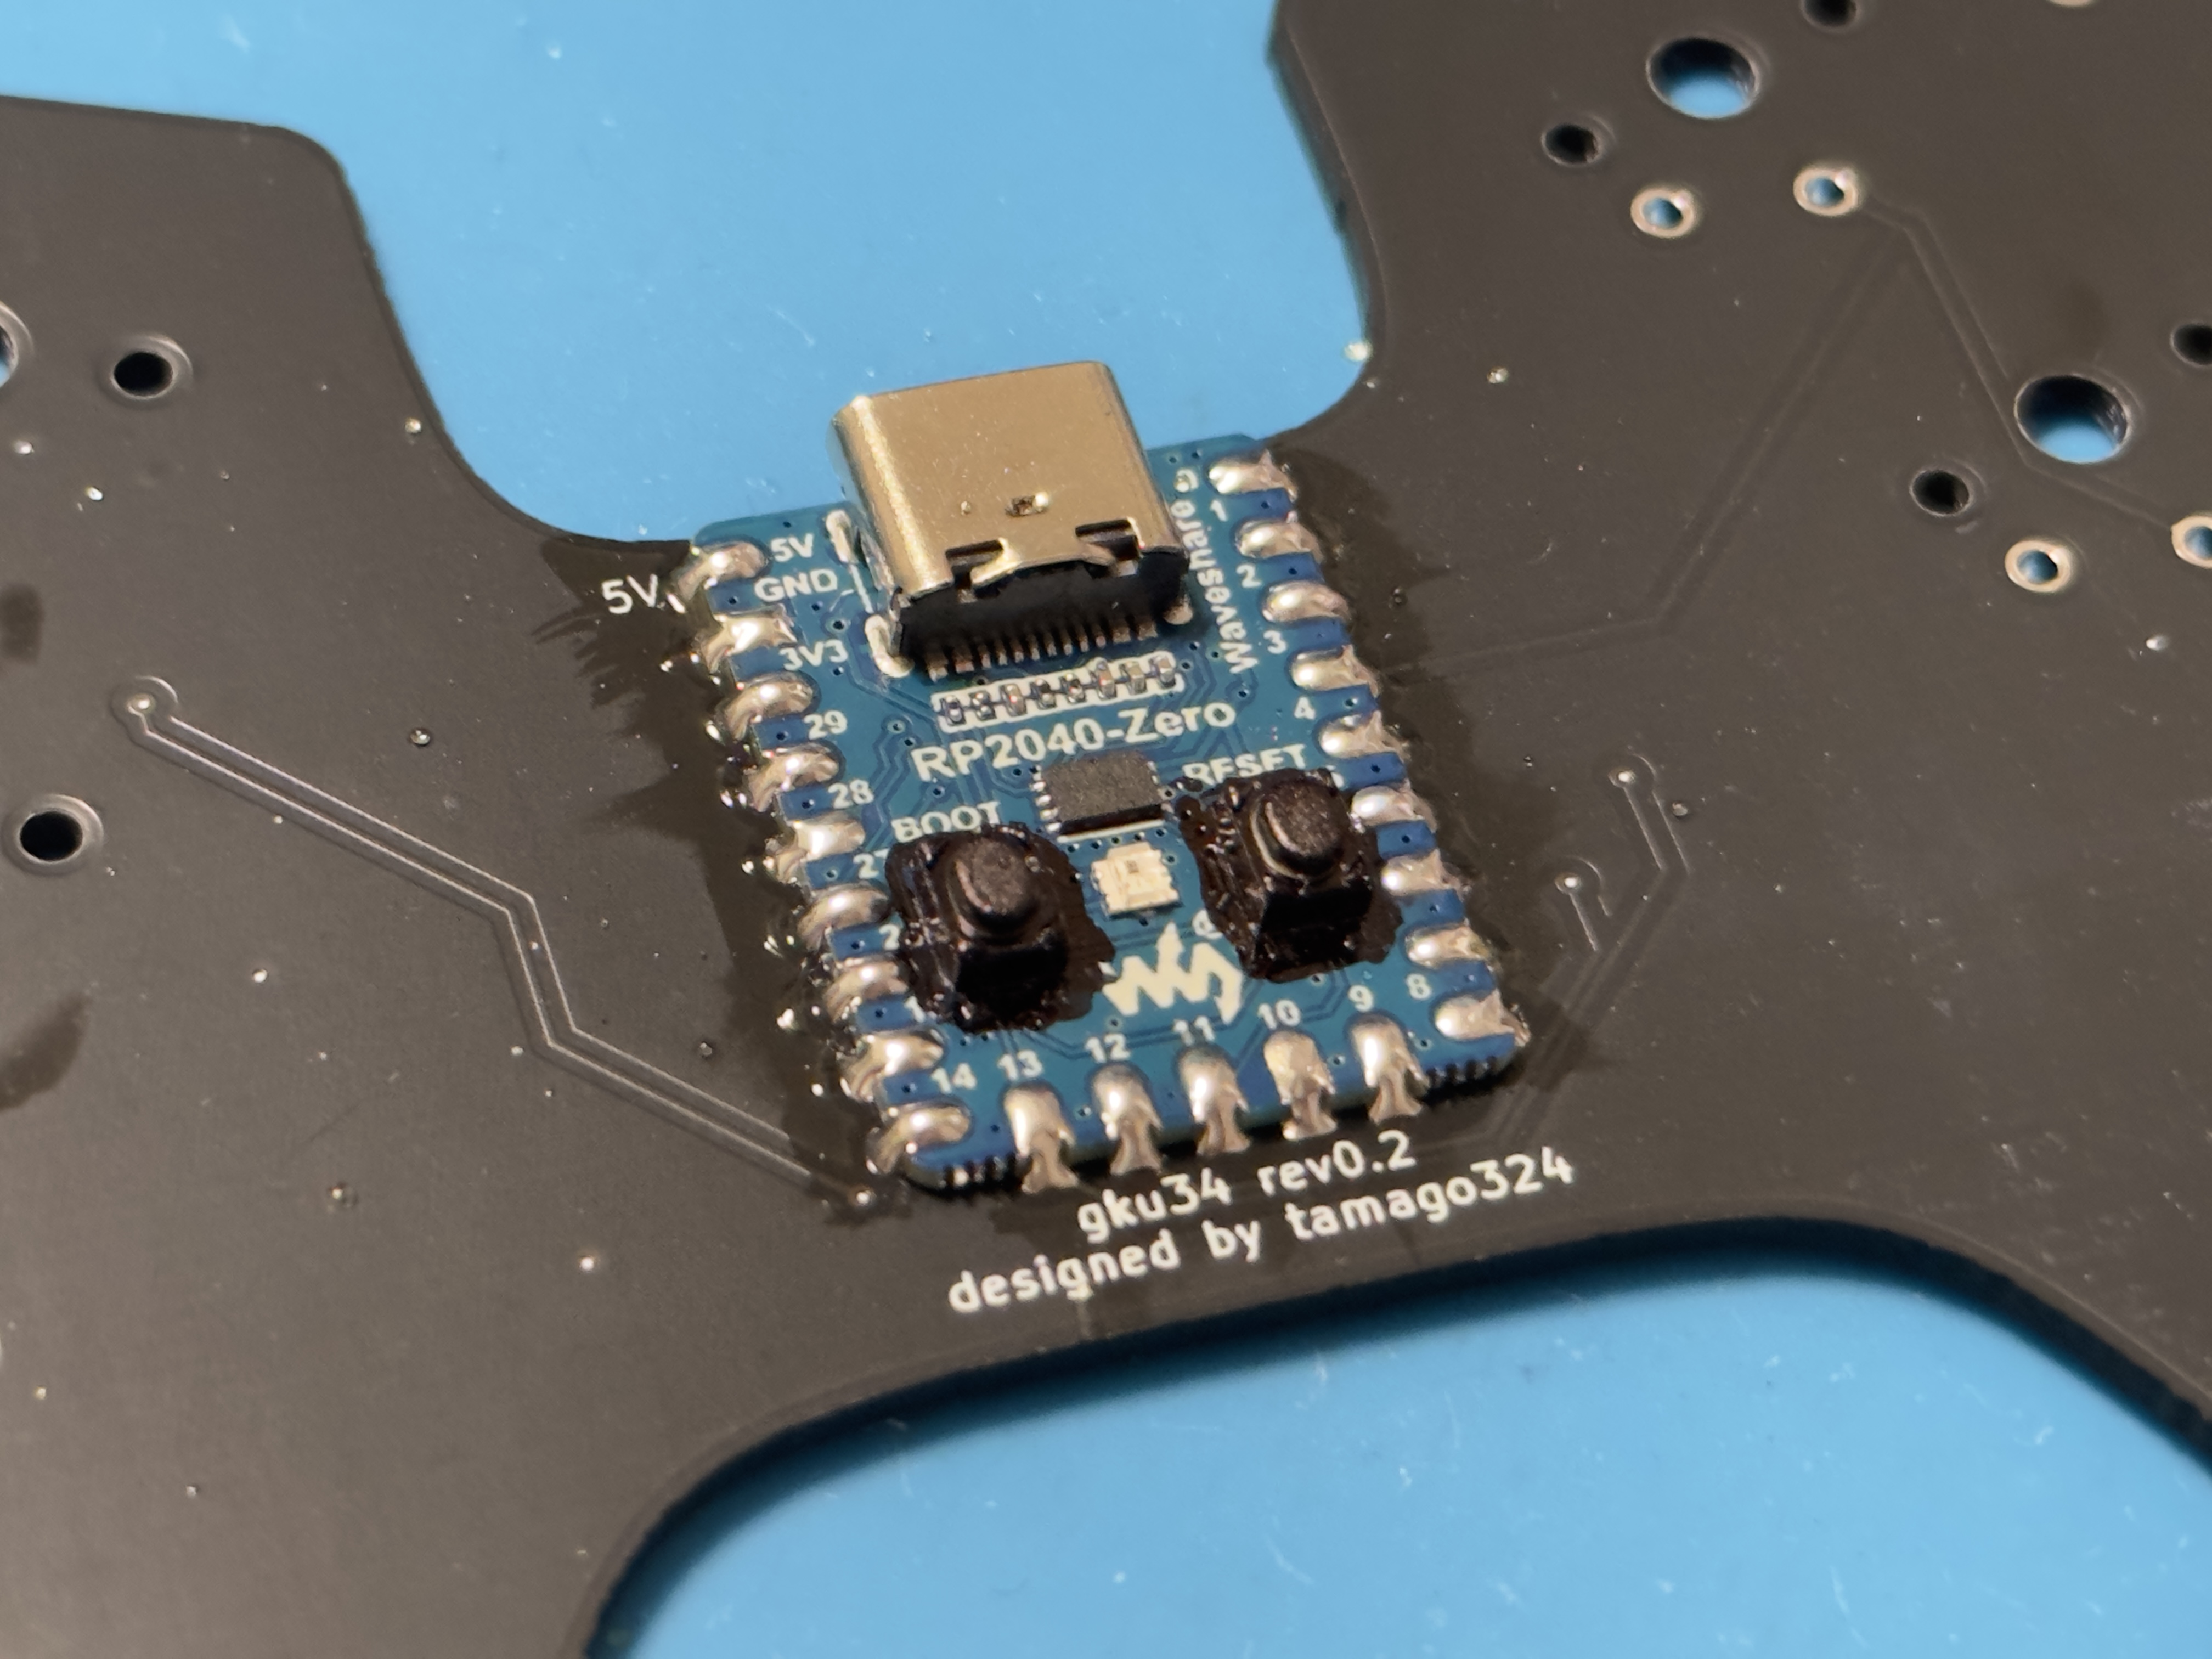 5V
5V
GND
3V3
29
28
0
1
2
3
4
Waveshare
RP2040-Zero
RESET
BOOT
®
8
9
10
11
12
13
14
gku34 rev0.2
designed by tamago324